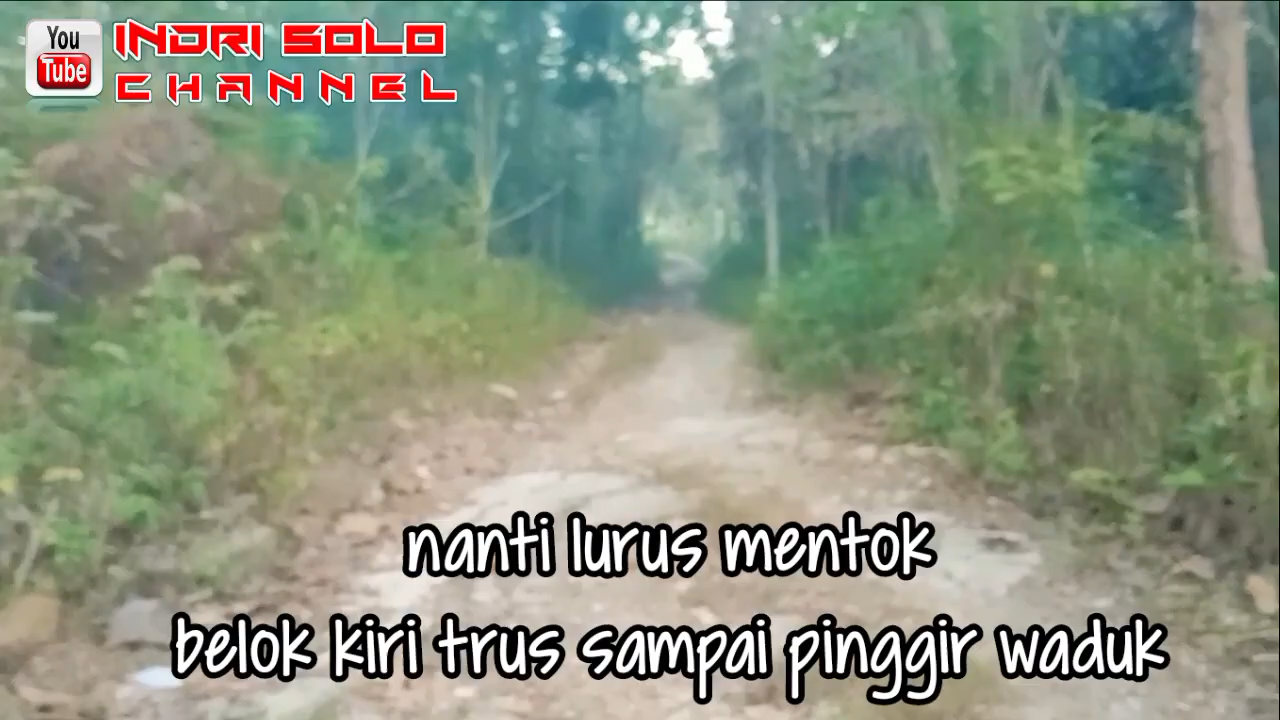 You
Tube
INDRI SOLO
CHANNEL
nanti lurus mentok
belok kiri trus sampai pinggir waduk